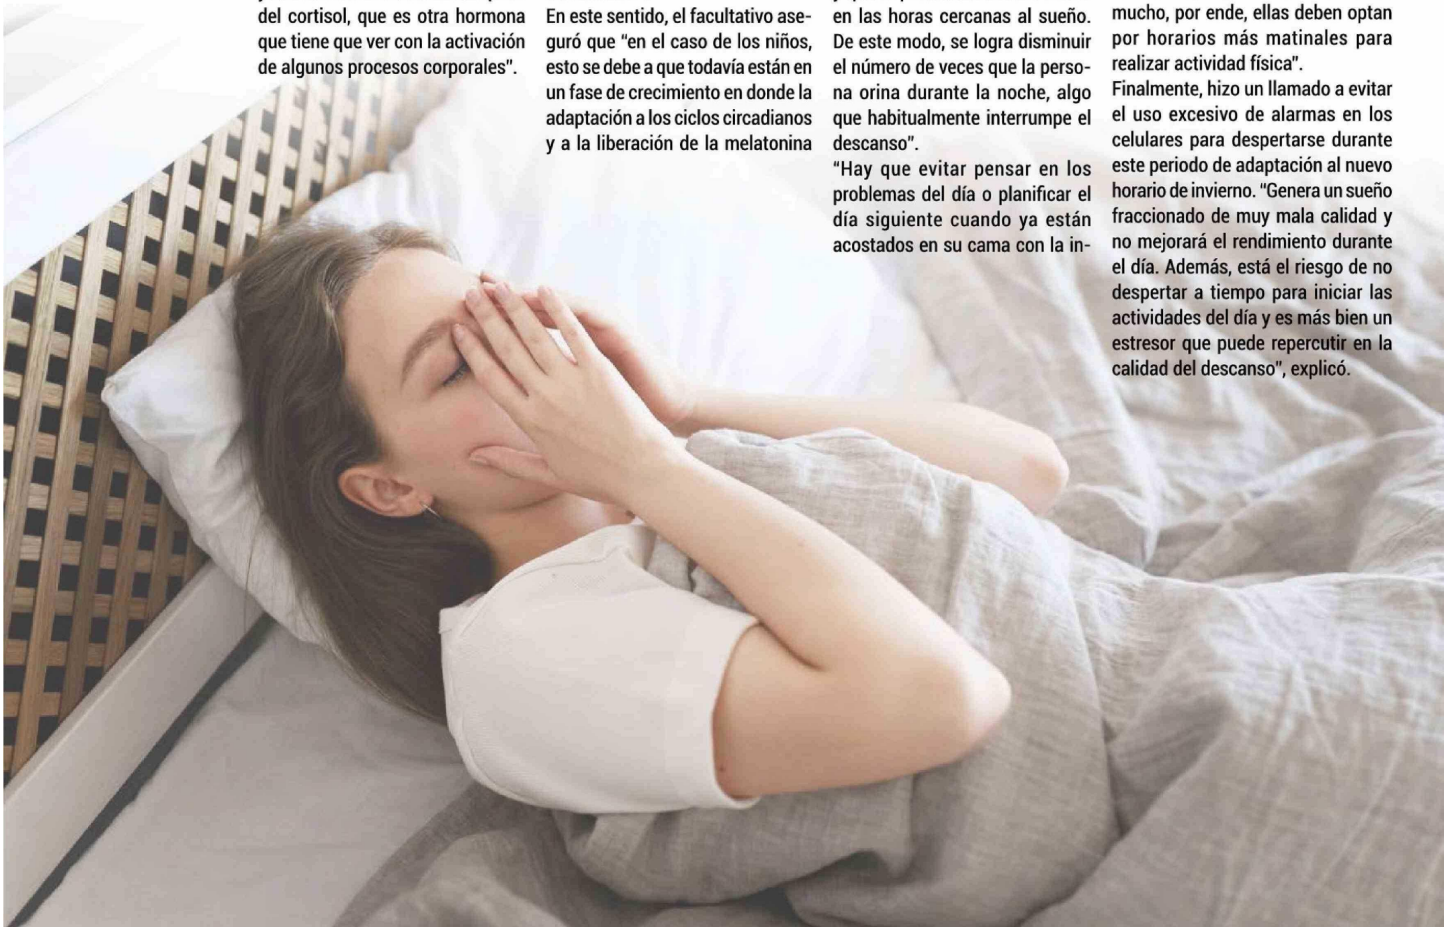 del cortisol, que es otra hormona
que tiene que ver con la activación
de algunos procesos corporales".
En este sentido, el facultativo ase-
guró que "en el caso de los niños,
esto se debe a que todavía están en
un fase de crecimiento en donde la
adaptación a los ciclos circadianos
y a la liberación de la melatonina
en las horas cercanas al sueño.
De este modo, se logra disminuir
el número de veces que la perso-
na orina durante la noche, algo
que habitualmente interrumpe el
descanso".
"Hay que evitar pensar en los
problemas del día o planificar el
día siguiente cuando ya están
acostados en su cama con la in-
mucho, por ende, ellas deben optan
por horarios más matinales para
realizar actividad física".
Finalmente, hizo un llamado a evitar
el uso excesivo de alarmas en los
celulares para despertarse durante
este periodo de adaptación al nuevo
horario de invierno. "Genera un sueño
fraccionado de muy mala calidad y
no mejorará el rendimiento durante
el día. Además, está el riesgo de no
despertar a tiempo para iniciar las
actividades del día y es más bien un
estresor que puede repercutir en la
calidad del descanso", explicó.